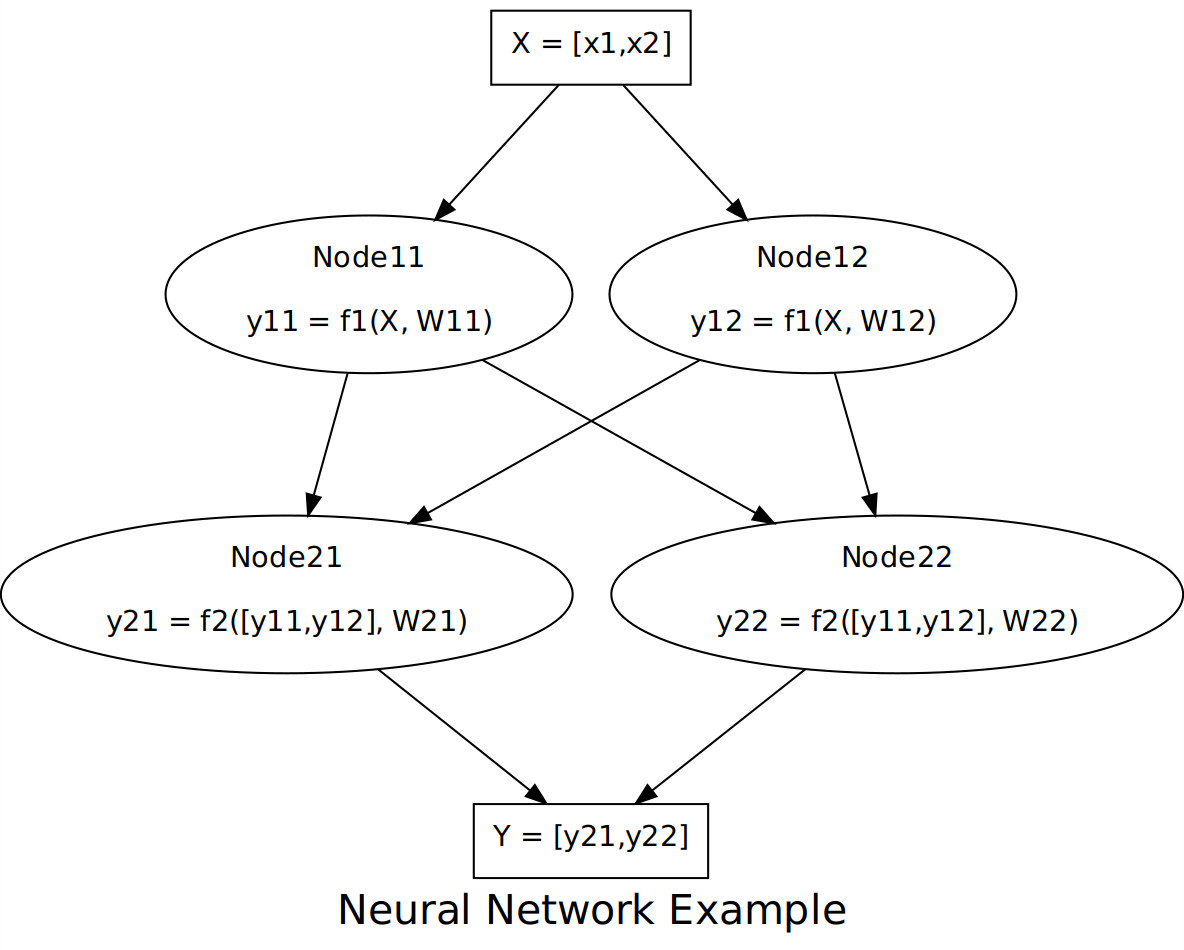 X = [x1,x2]
Node11
y11 = f1(X, W11)
Node12
y12 = f1(X, W12)
Node21
y21 = f2([y11,y12], W21)
Node22
y22 = f2([y11,y12], W22)
Y = [y21,y22]
Neural Network Example